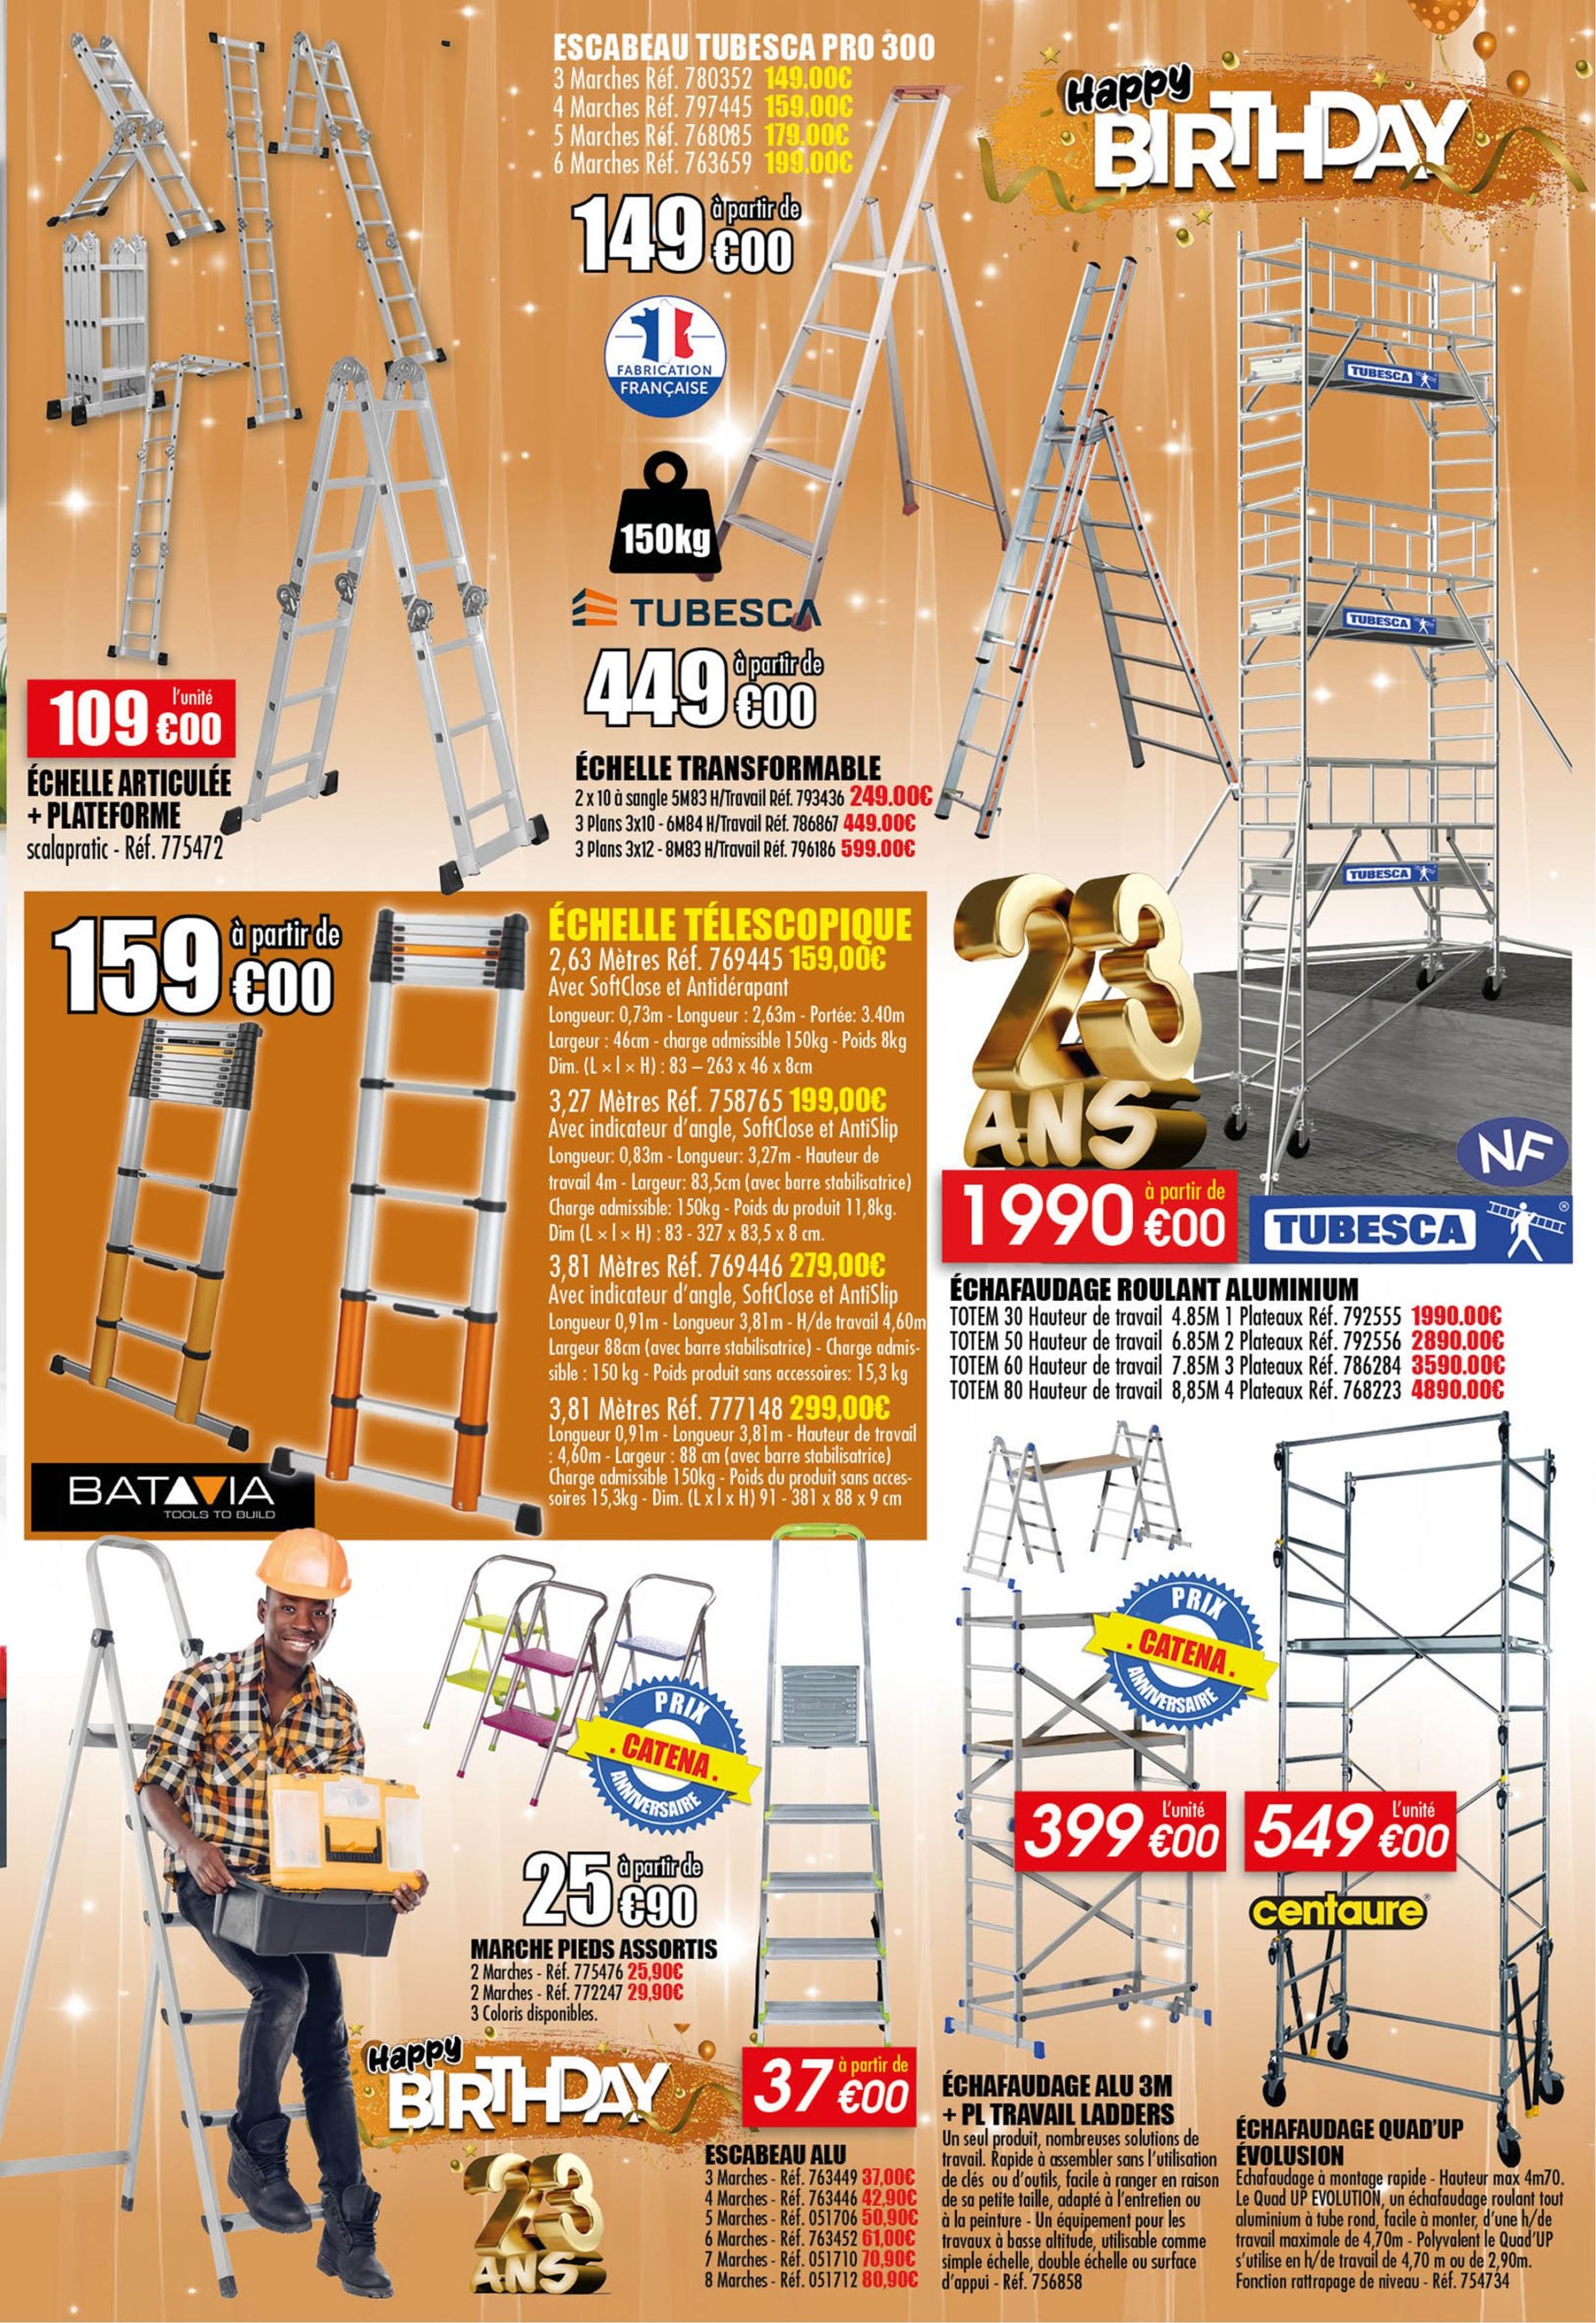 ESCABEAU TUBESCA PRO 300
3 Marches Réf. 780352 149.00€
4 Marches Réf. 797445 159.00€
5 Marches Réf. 768085 179.00€
6 Marches Réf. 763659 199.00€
149 à partir de
€00
FABRICATION
FRANÇAISE
150kg
TUBESCA
Happy
BIRTHDAY
TUBESCA
TUBESCA
TUBESCA
109 l'unité
€00
ÉCHELLE ARTICULÉE
+ PLATEFORME
scalapratic - Réf. 775472
449 à partir de
€00
ÉCHELLE TRANSFORMABLE
2 x 10 à sangle 5M83 H/Travail Réf. 793436 249.00€
3 Plans 3x10 - 6M84 H/Travail Réf. 786867 449.00€
3 Plans 3x12 - 8M83 H/Travail Réf. 796186 599.00€
159 à partir de
€00
ÉCHELLE TÉLESCOPIQUE
2,63 Mètres Réf. 769445 159,00€
Avec SoftClose et Antidérapant
Longueur: 0,73m - Longueur : 2,63m - Portée: 3.40m
Largeur : 46cm - charge admissible 150kg - Poids 8kg
Dim. (L × l × H) : 83 – 263 x 46 x 8cm
3,27 Mètres Réf. 758765 199,00€
Avec indicateur d'angle, SoftClose et AntiSlip
Longueur: 0,83m - Longueur: 3,27m - Hauteur de
travail 4m - Largeur: 83,5cm (avec barre stabilisatrice)
Charge admissible: 150kg - Poids du produit 11,8kg.
Dim (L × l × H) : 83 - 327 x 83,5 x 8 cm.
3,81 Mètres Réf. 769446 279,00€
Avec indicateur d'angle, SoftClose et AntiSlip
Longueur 0,91m - Longueur 3,81m - H/de travail 4,60m
Largeur 88cm (avec barre stabilisatrice) - Charge admis-
sible : 150 kg - Poids produit sans accessoires: 15,3 kg
3,81 Mètres Réf. 777148 299,00€
Longueur 0,91m - Longueur 3,81m - Hauteur de travail
: 4,60m - Largeur : 88 cm (avec barre stabilisatrice)
Charge admissible 150kg - Poids du produit sans acces-
soires 15,3kg - Dim. (L x l x H) 91 - 381 x 88 x 9 cm
BATAVIA
TOOLS TO BUILD
23
ANS
NF
1990 à partir de
€00
TUBESCA
ÉCHAFAUDAGE ROULANT ALUMINIUM
TOTEM 30 Hauteur de travail 4.85M 1 Plateaux Réf. 792555 1990.00€
TOTEM 50 Hauteur de travail 6.85M 2 Plateaux Réf. 792556 2890.00€
TOTEM 60 Hauteur de travail 7.85M 3 Plateaux Réf. 786284 3590.00€
TOTEM 80 Hauteur de travail 8,85M 4 Plateaux Réf. 768223 4890.00€
PRIX
. CATENA .
ANNIVERSAIRE
PRIX
. CATENA .
ANNIVERSAIRE
25 à partir de
€90
MARCHE PIEDS ASSORTIS
2 Marches - Réf. 775476 25,90€
2 Marches - Réf. 772247 29,90€
3 Coloris disponibles.
Happy
BIRTHDAY
23
ANS
37 à partir de
€00
ESCABEAU ALU
3 Marches - Réf. 763449 37,00€
4 Marches - Réf. 763446 42,90€
5 Marches - Réf. 051706 50,90€
6 Marches - Réf. 763452 61,00€
7 Marches - Réf. 051710 70,90€
8 Marches - Réf. 051712 80,90€
399 L'unité
€00
ÉCHAFAUDAGE ALU 3M
+ PL TRAVAIL LADDERS
Un seul produit, nombreuses solutions de
travail. Rapide à assembler sans l'utilisation
de clés ou d'outils, facile à ranger en raison
de sa petite taille, adapté à l'entretien ou
à la peinture - Un équipement pour les
travaux à basse altitude, utilisable comme
simple échelle, double échelle ou surface
d'appui - Réf. 756858
549 L'unité
€00
centaure
ÉCHAFAUDAGE QUAD'UP
ÉVOLUSION
Echafaudage à montage rapide - Hauteur max 4m70.
Le Quad UP EVOLUTION, un échafaudage roulant tout
aluminium à tube rond, facile à monter, d'une h/de
travail maximale de 4,70m - Polyvalent le Quad'UP
s'utilise en h/de travail de 4,70 m ou de 2,90m.
Fonction rattrapage de niveau - Réf. 754734